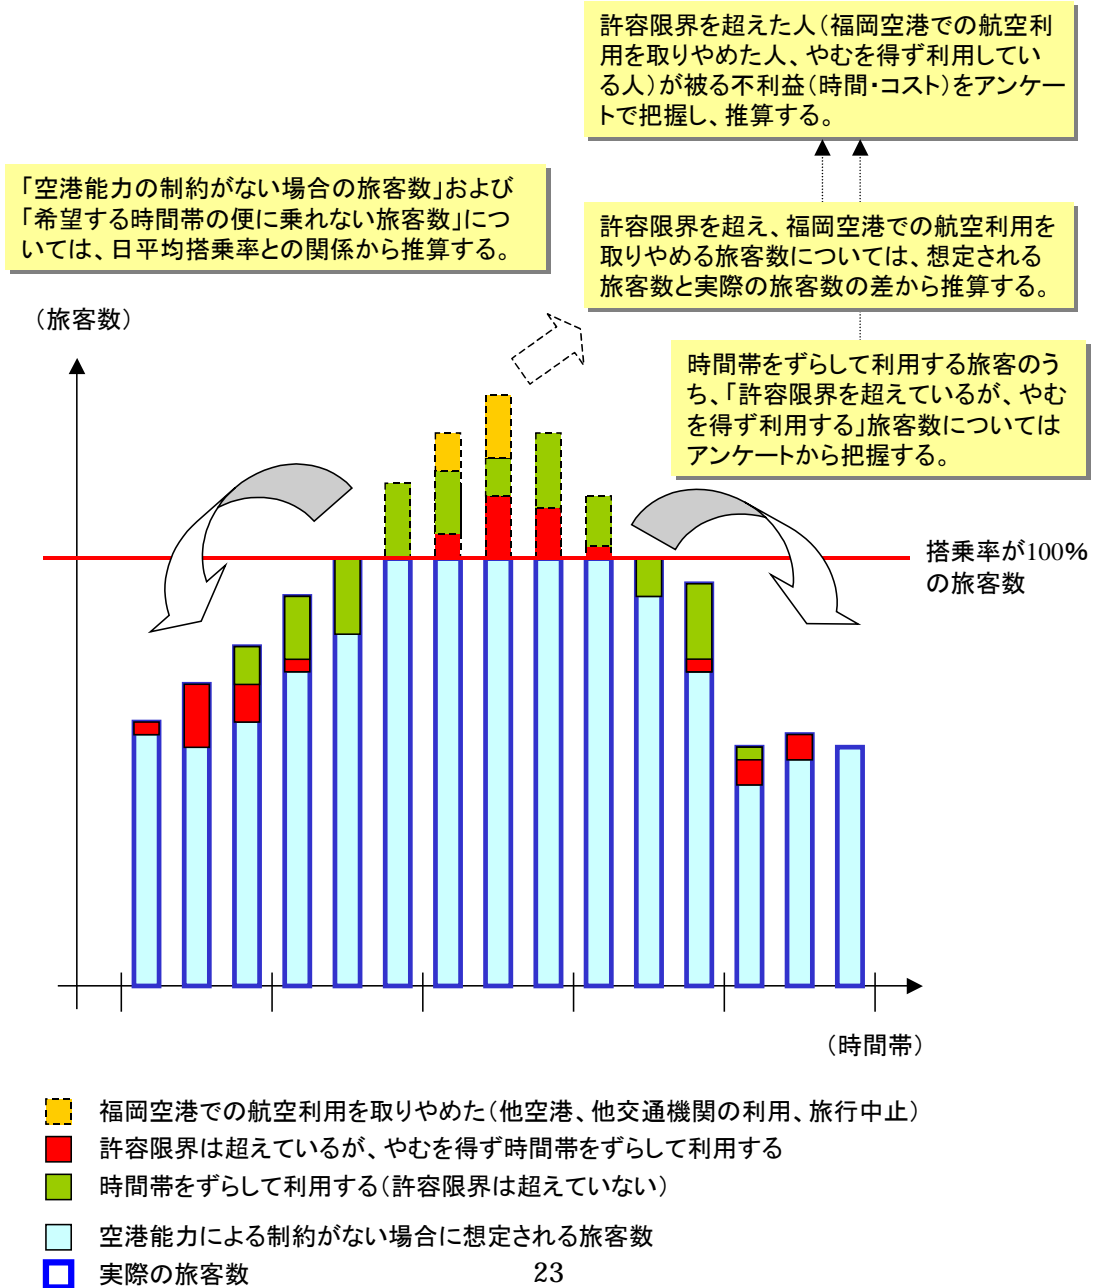 許容限界を超えた人（福岡空港での航空利
用を取りやめた人、やむを得ず利用してい
る人）が被る不利益（時間・コスト）をアンケー
トで把握し、推算する。
「空港能力の制約がない場合の旅客数」および
「希望する時間帯の便に乗れない旅客数」につ
いては、日平均搭乗率との関係から推算する。
許容限界を超え、福岡空港での航空利用を
取りやめる旅客数については、想定される
旅客数と実際の旅客数の差から推算する。
（旅客数）
時間帯をずらして利用する旅客のう
ち、「許容限界を超えているが、やむ
を得ず利用する」旅客数については
アンケートから把握する。
搭乗率が100%
の旅客数
（時間帯）
福岡空港での航空利用を取りやめた（他空港、他交通機関の利用、旅行中止）
許容限界は超えているが、やむを得ず時間帯をずらして利用する
時間帯をずらして利用する（許容限界は超えていない）
空港能力による制約がない場合に想定される旅客数
実際の旅客数
23